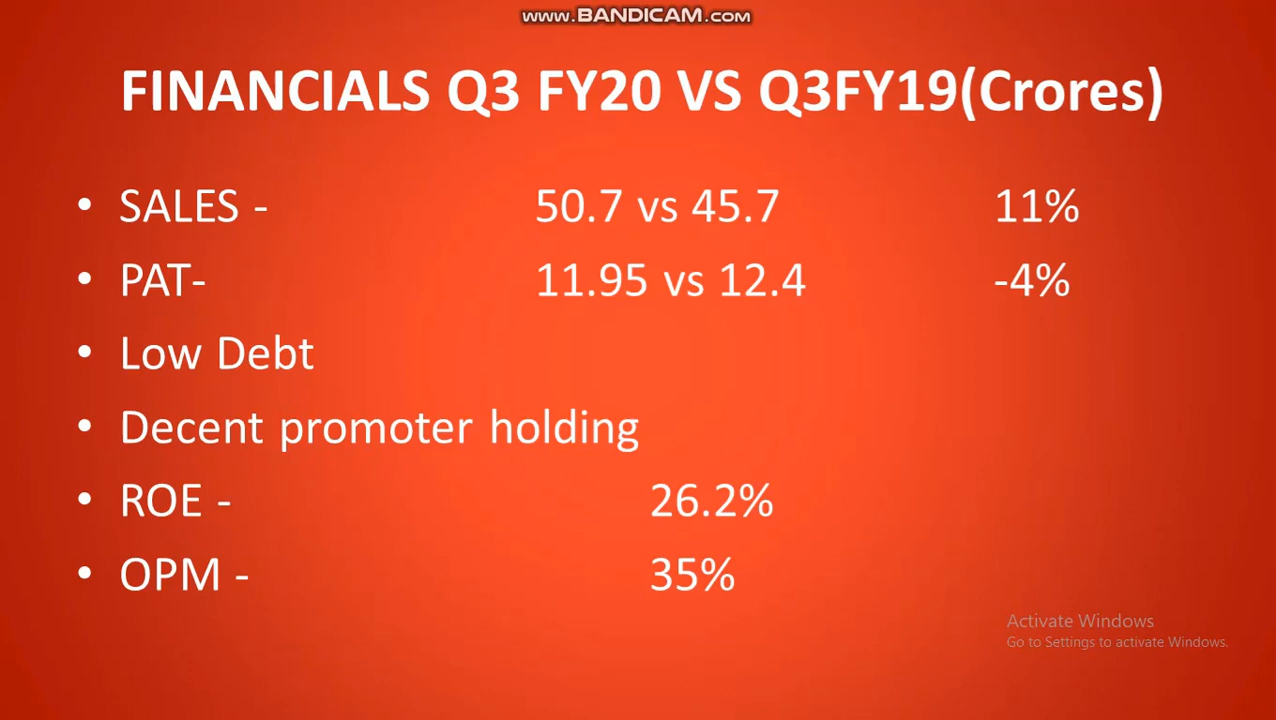 www.BANDICAM.com
FINANCIALS Q3 FY20 VS Q3FY19(Crores)
• SALES - 50.7 vs 45.7 11%
• PAT- 11.95 vs 12.4 -4%
• Low Debt
• Decent promoter holding
• ROE - 26.2%
• OPM - 35%
Activate Windows
Go to Settings to activate Windows.